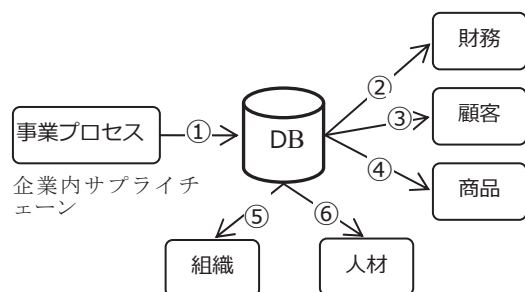 財務
②
事業プロセス
①
DB
③
顧客
企業内サプライチ
ェーン
④
商品
⑤
⑥
組織
人材